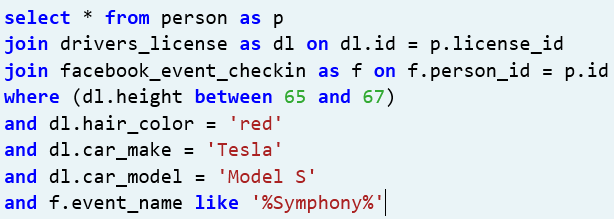 select * from person as p
join drivers_license as dl on dl.id = p.license_id
join facebook_event_checkin as f on f.person_id = p.id
where (dl.height between 65 and 67)
and dl.hair_color = 'red'
and dl.car_make = 'Tesla'
and dl.car_model = 'Model S'
and f.event_name like '%Symphony%'